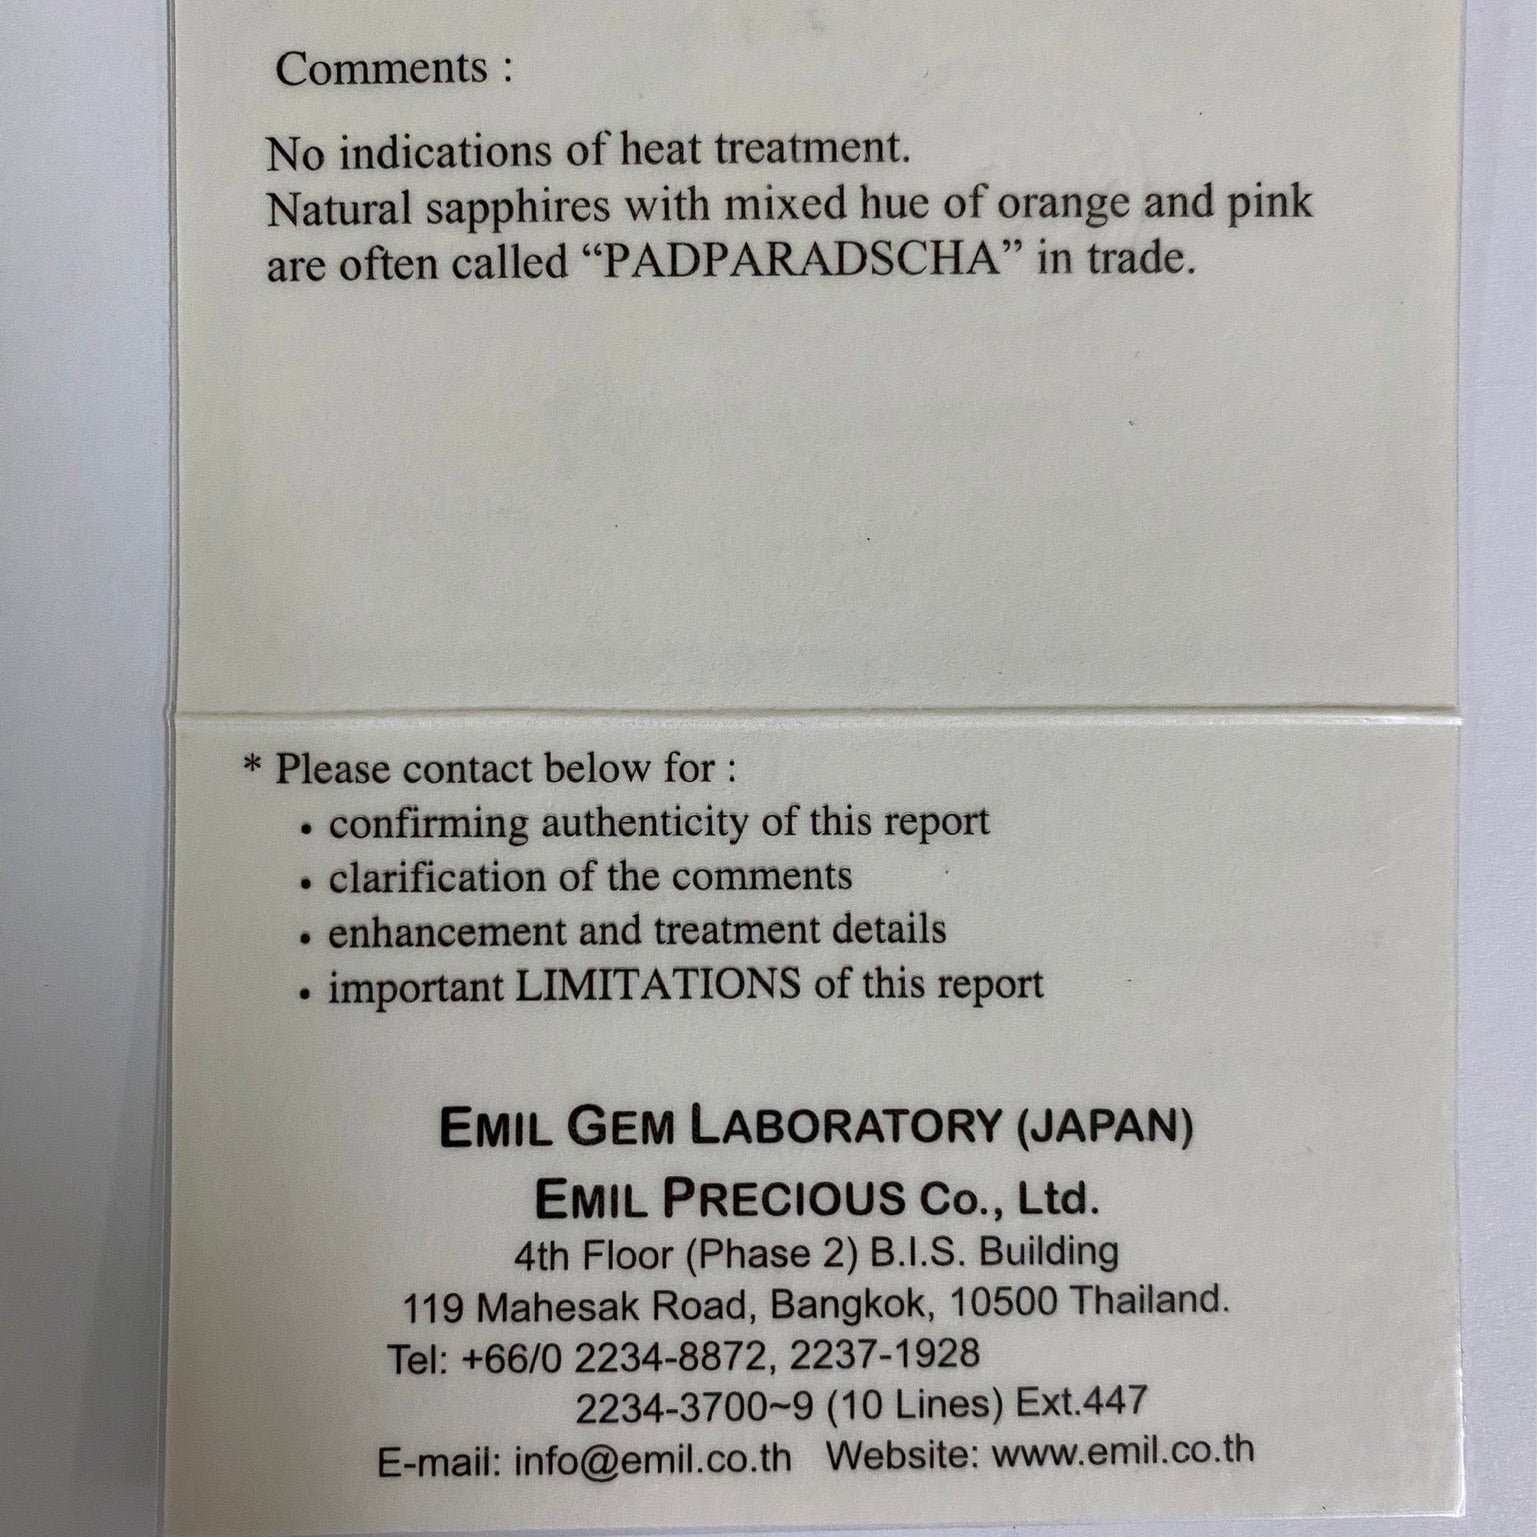 Comments :
No indications of heat treatment.
Natural sapphires with mixed hue of orange and pink
are often called “PADPARADSCHA” in trade.
* Please contact below for :
• confirming authenticity of this report
• clarification of the comments
• enhancement and treatment details
• important LIMITATIONS of this report
EMIL GEM LABORATORY (JAPAN)
EMIL PRECIOUS Co., Ltd.
4th Floor (Phase 2) B.I.S. Building
119 Mahesak Road, Bangkok, 10500 Thailand.
Tel: +66/0 2234-8872, 2237-1928
2234-3700~9 (10 Lines) Ext.447
E-mail: info@emil.co.th Website: www.emil.co.th